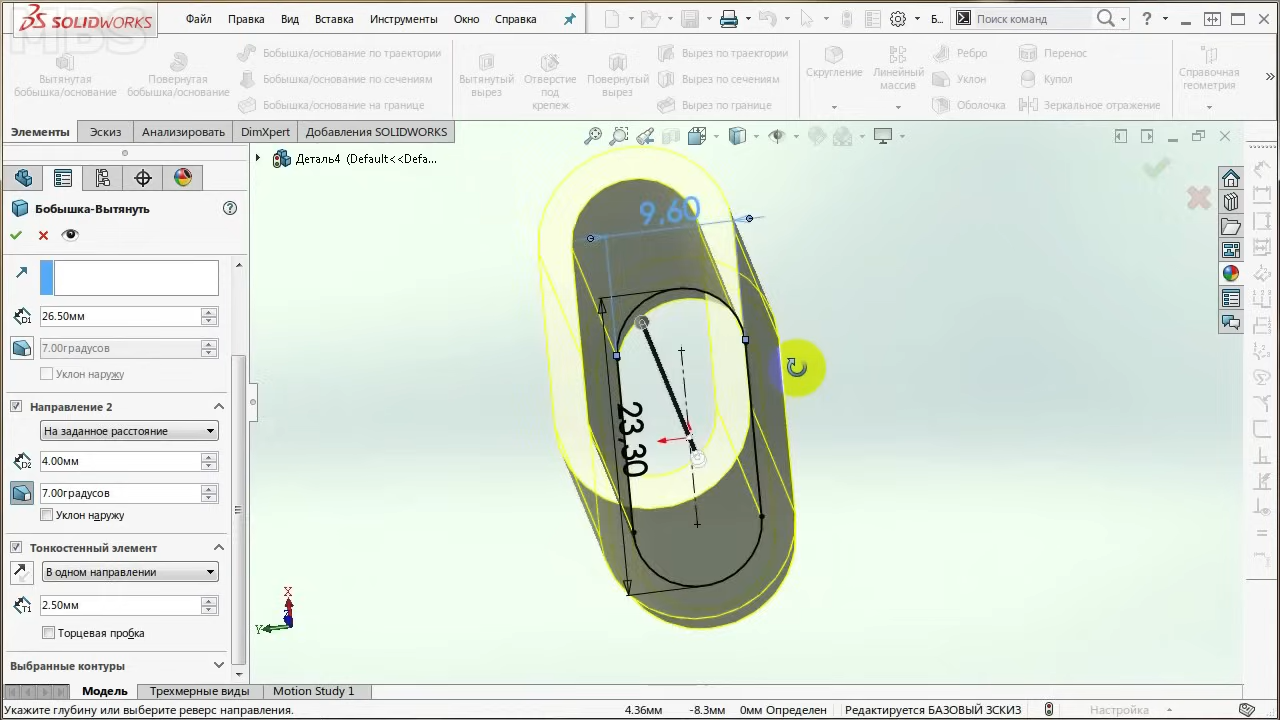 SOLIDWORKS
Файл Правка Вид Вставка Инструменты Окно Справка
Б...
Поиск команд
MBS
Вытянутая бобышка/основание
Повернутая бобышка/основание
Бобышка/основание по траектории
Бобышка/основание по сечениям
Бобышка/основание на границе
Вытянутый вырез
Отверстие под крепеж
Повернутый вырез
Вырез по траектории
Вырез по сечениям
Вырез по границе
Скругление
Линейный массив
Ребро
Уклон
Оболочка
Перенос
Купол
Зеркальное отражение
Справочная геометрия
Элементы Эскиз Анализировать DimXpert Добавления SOLIDWORKS
Деталь4 (Default<<Defa...
Бобышка-Вытянуть
26.50мм
7.00градусов
Уклон наружу
Направление 2
На заданное расстояние
4.00мм
7.00градусов
Уклон наружу
Тонкостенный элемент
В одном направлении
2.50мм
Торцевая пробка
Выбранные контуры
9,60
23,30
X
Y
Модель Трехмерные виды Motion Study 1
Укажите глубину или выберите реверс направления.
4.36мм -8.3мм 0мм Определен Редактируется БАЗОВЫЙ ЭСКИЗ Настройка